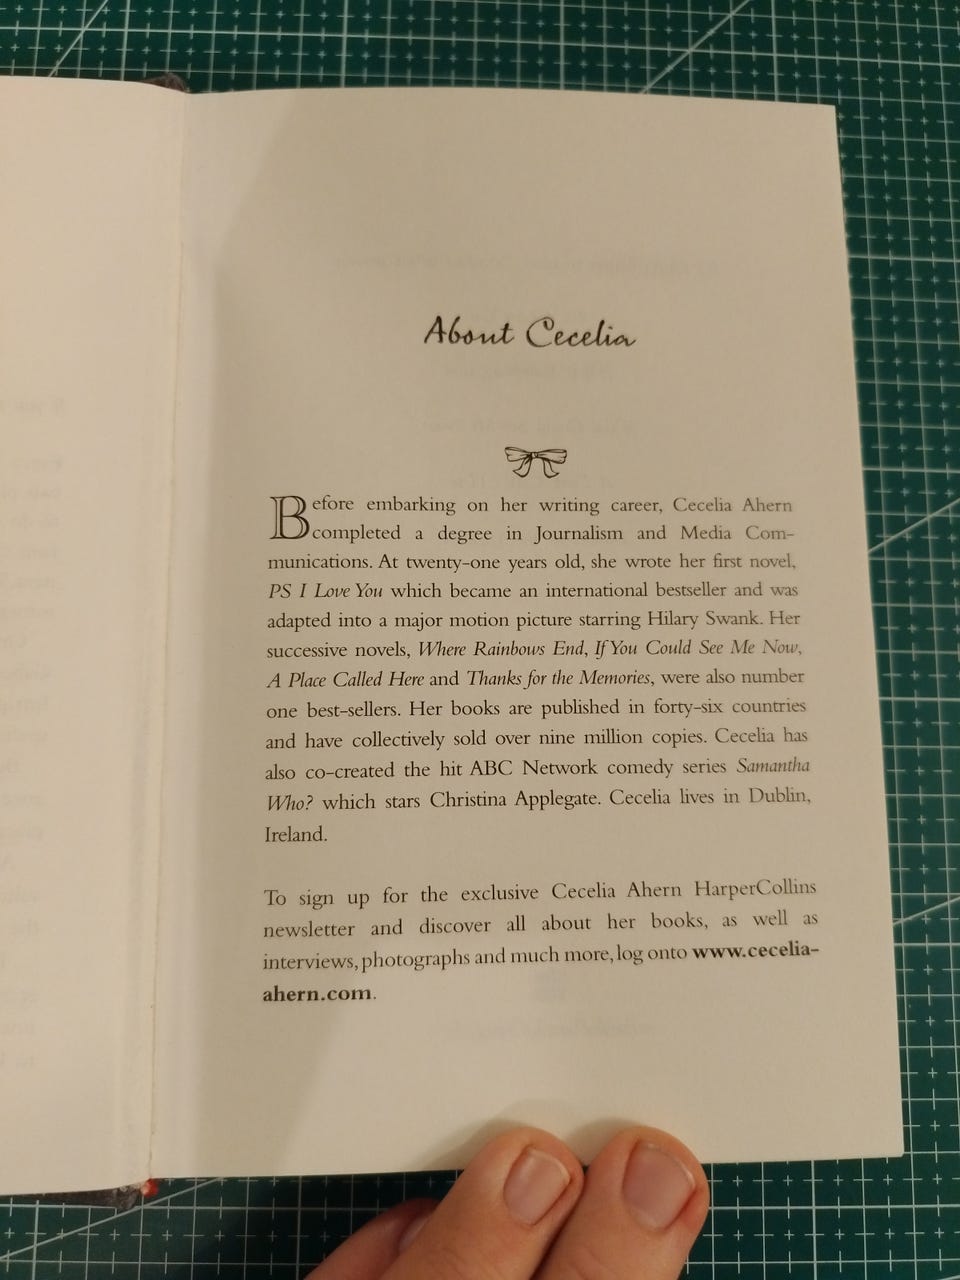 About Cecelia
Before embarking on her writing career, Cecelia Ahern
completed a degree in Journalism and Media Com-
munications. At twenty-one years old, she wrote her first novel,
PS I Love You which became an international bestseller and was
adapted into a major motion picture starring Hilary Swank. Her
successive novels, Where Rainbows End, If You Could See Me Now,
A Place Called Here and Thanks for the Memories, were also number
one best-sellers. Her books are published in forty-six countries
and have collectively sold over nine million copies. Cecelia has
also co-created the hit ABC Network comedy series Samantha
Who? which stars Christina Applegate. Cecelia lives in Dublin,
Ireland.
To sign up for the exclusive Cecelia Ahern HarperCollins
newsletter and discover all about her books, as well as
interviews, photographs and much more, log onto www.cecelia-
ahern.com.